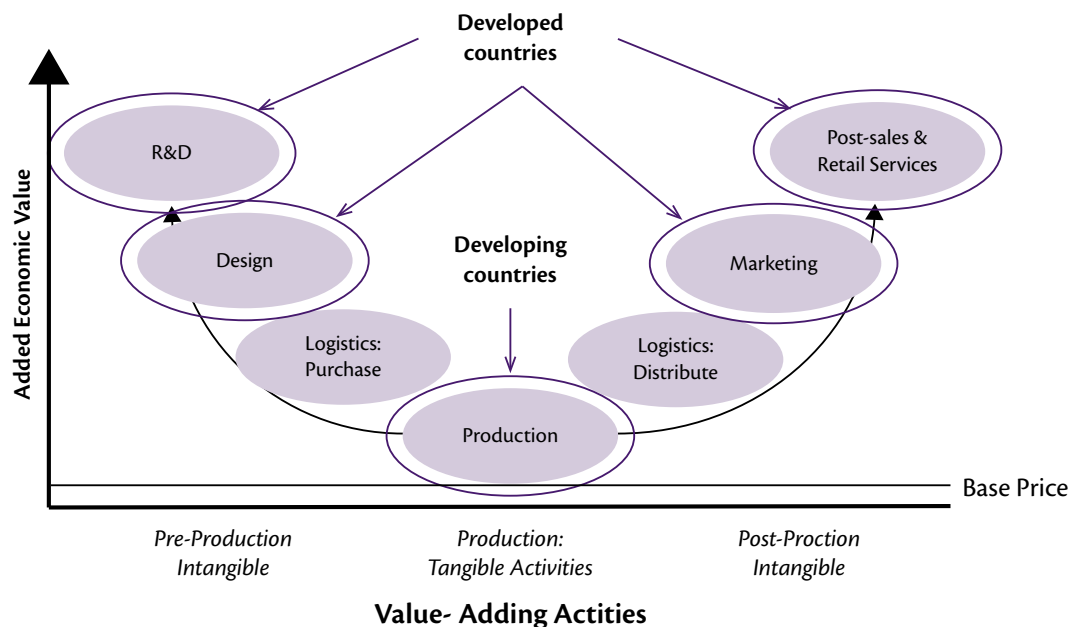 Developed
countries
R&D
Post-sales &
Retail Services
Design
Developing
countries
Marketing
Logistics:
Purchase
Logistics:
Distribute
Production
Added Economic Value
Base Price
Pre-Production
Intangible
Production:
Tangible Activities
Post-Proction
Intangible
Value- Adding Actities